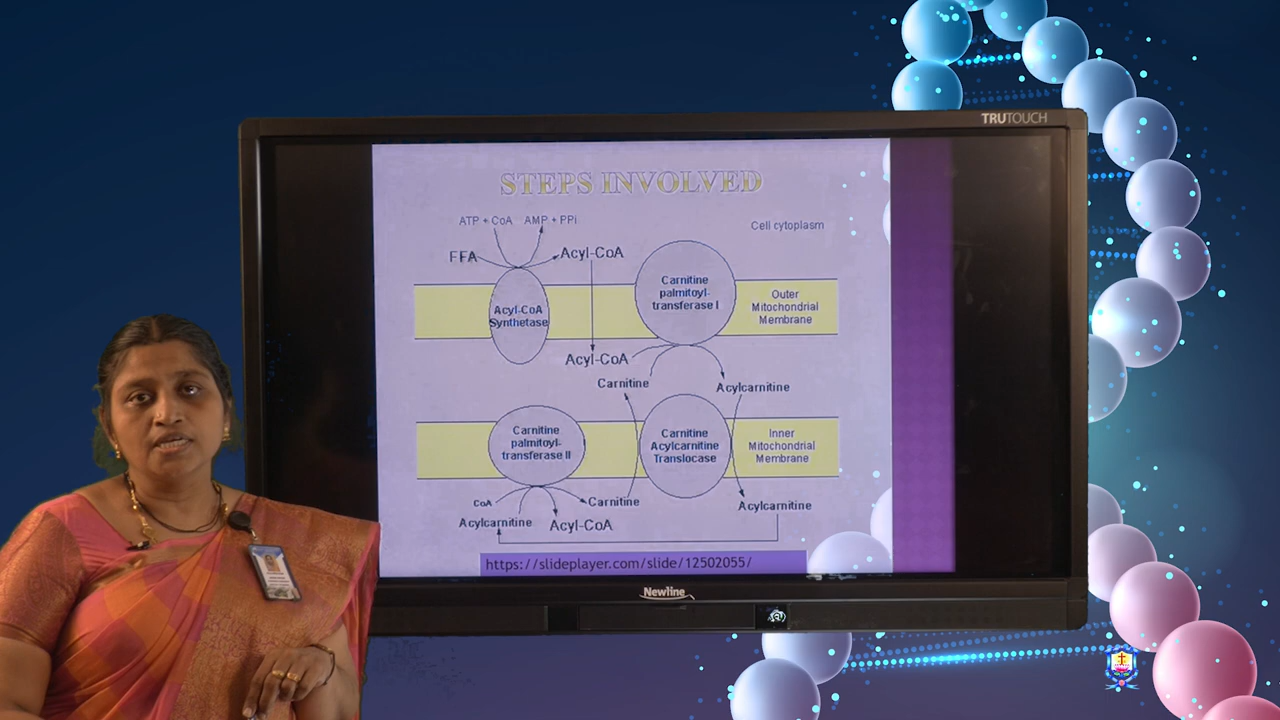 TRUTOUCH
STEPS INVOLVED
ATP + CoA AMP + PPi
Cell cytoplasm
FFA
Acyl-CoA
Acyl-CoA
Synthetase
Carnitine
palmitoyl-
transferase I
Outer
Mitochondrial
Membrane
Acyl-CoA
Carnitine
Acylcarnitine
Carnitine
palmitoyl-
transferase II
Carnitine
Acylcarnitine
Translocase
Inner
Mitochondrial
Membrane
CoA
Carnitine
Acylcarnitine
Acylcarnitine
Acyl-CoA
https://slideplayer.com/slide/12502055/
Newline